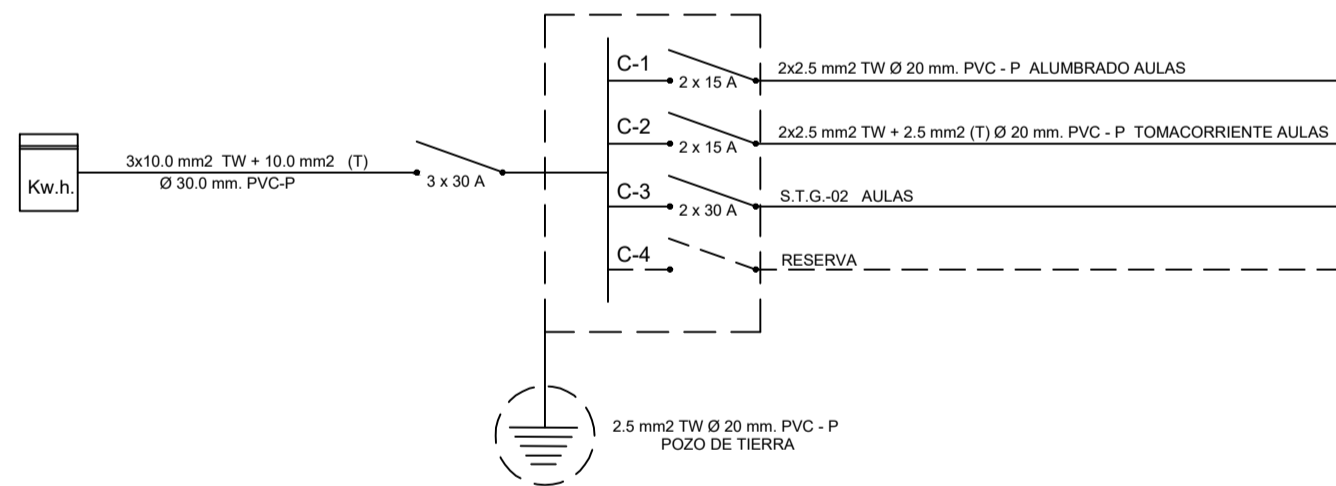 Kw.h.
3x10.0 mm2 TW + 10.0 mm2 (T)
Ø 30.0 mm. PVC-P
3 x 30 A
C-1
2 x 15 A
2x2.5 mm2 TW Ø 20 mm. PVC - P ALUMBRADO AULAS
C-2
2 x 15 A
2x2.5 mm2 TW + 2.5 mm2 (T) Ø 20 mm. PVC - P TOMACORRIENTE AULAS
C-3
2 x 30 A
S.T.G.-02 AULAS
C-4
RESERVA
2.5 mm2 TW Ø 20 mm. PVC - P
POZO DE TIERRA